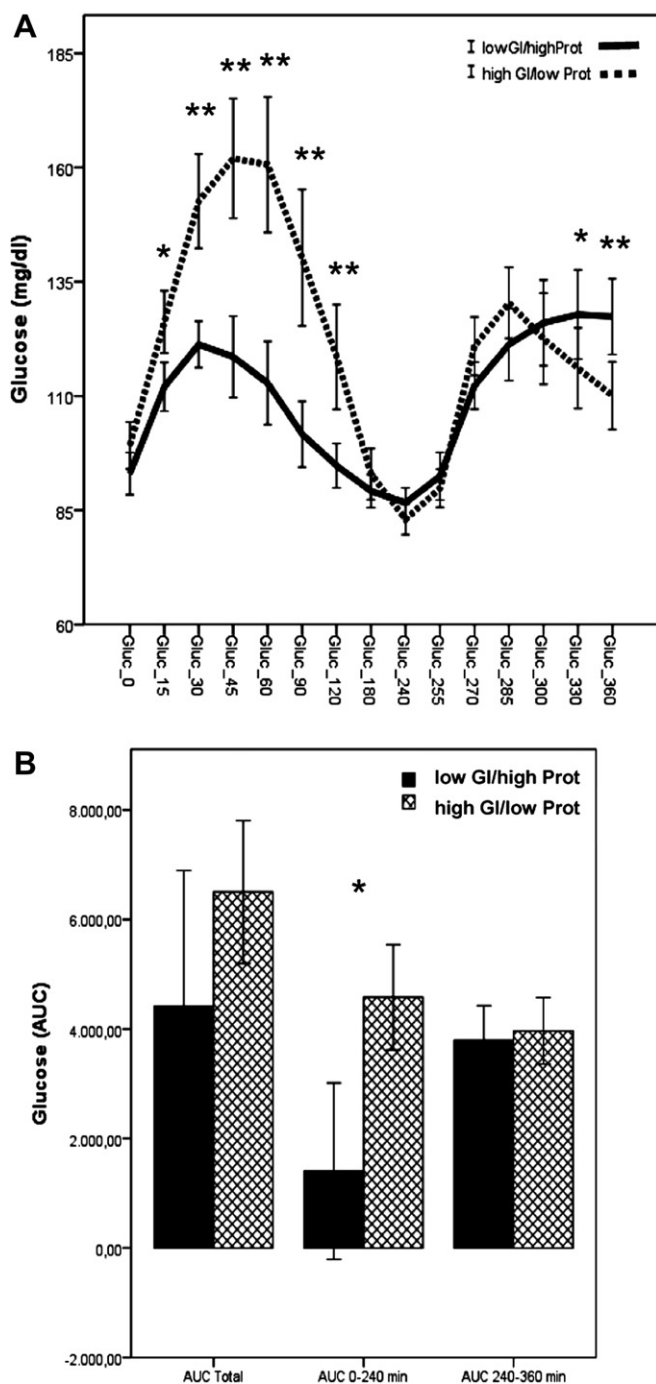 A
lowGI/highProt
high GI/low Prot
185
160
135
110
85
60
Glucose (mg/dl)
*
**
**
**
**
**
*
**
Gluc_0
Gluc_15
Gluc_30
Gluc_45
Gluc_60
Gluc_90
Gluc_120
Gluc_180
Gluc_240
Gluc_255
Gluc_270
Gluc_285
Gluc_300
Gluc_330
Gluc_360
B
low GI/high Prot
high GI/low Prot
8.000,00
6.000,00
4.000,00
2.000,00
0,00
-2.000,00
Glucose (AUC)
*
AUC Total
AUC 0-240 min
AUC 240-360 min